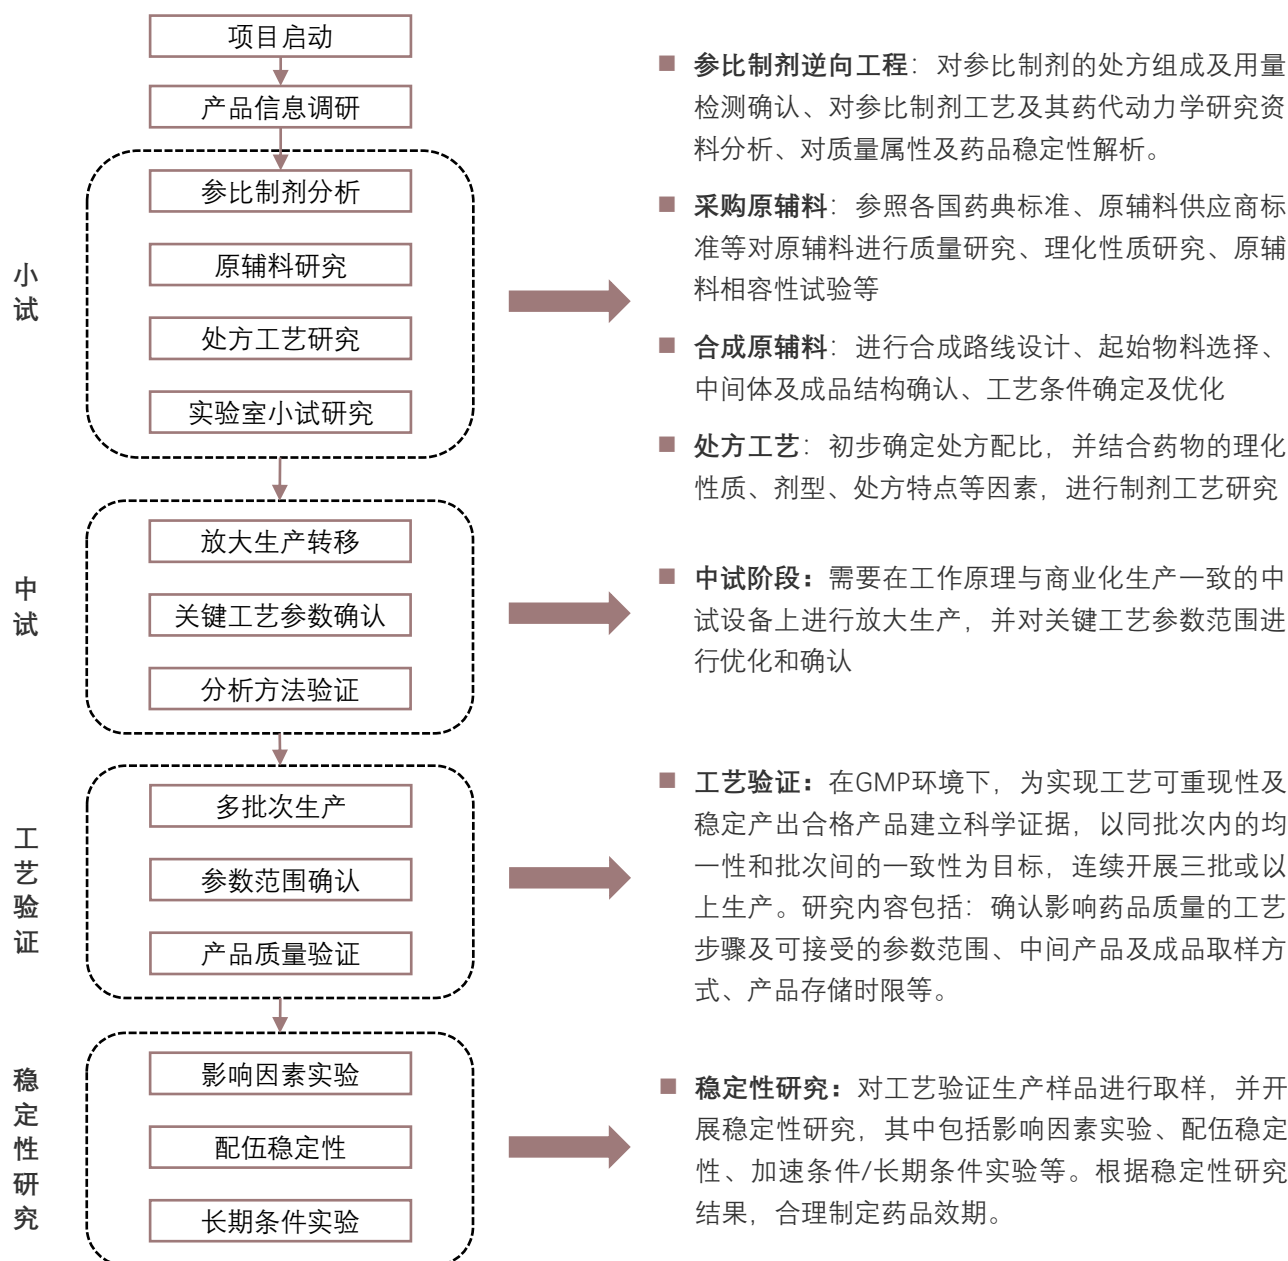 项目启动
产品信息调研
小试
参比制剂分析
原辅料研究
处方工艺研究
实验室小试研究
■ 参比制剂逆向工程：对参比制剂的处方组成及用量
检测确认、对参比制剂工艺及其药代动力学研究资
料分析、对质量属性及药品稳定性解析。
■ 采购原辅料：参照各国药典标准、原辅料供应商标
准等对原辅料进行质量研究、理化性质研究、原辅
料相容性试验等
■ 合成原辅料：进行合成路线设计、起始物料选择、
中间体及成品结构确认、工艺条件确定及优化
■ 处方工艺：初步确定处方配比，并结合药物的理化
性质、剂型、处方特点等因素，进行制剂工艺研究
中试
放大生产转移
关键工艺参数确认
分析方法验证
■ 中试阶段：需要在工作原理与商业化生产一致的中
试设备上进行放大生产，并对关键工艺参数范围进
行优化和确认
工艺验证
多批次生产
参数范围确认
产品质量验证
■ 工艺验证：在GMP环境下，为实现工艺可重现性及
稳定产出合格产品建立科学证据，以同批次内的均
一性和批次间的一致性为目标，连续开展三批或以
上生产。研究内容包括：确认影响药品质量的工艺
步骤及可接受的参数范围、中间产品及成品取样方
式、产品存储时限等。
稳定性研究
影响因素实验
配伍稳定性
长期条件实验
■ 稳定性研究：对工艺验证生产样品进行取样，并开
展稳定性研究，其中包括影响因素实验、配伍稳定
性、加速条件/长期条件实验等。根据稳定性研究
结果，合理制定药品效期。